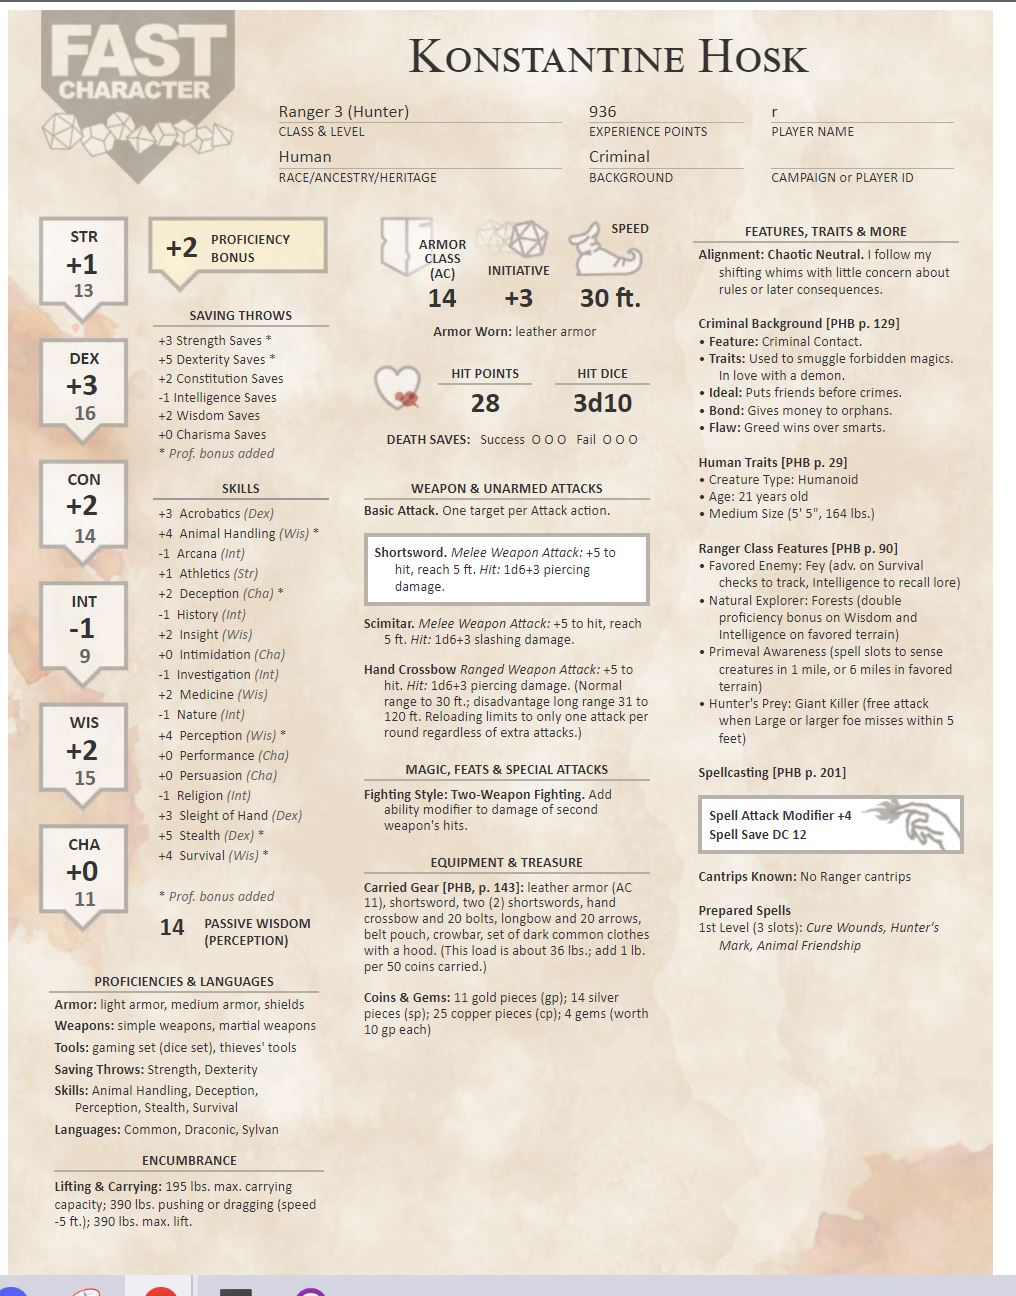 FAST
CHARACTER
KONSTANTINE HOSK
Ranger 3 (Hunter)
CLASS & LEVEL
936
EXPERIENCE POINTS
r
PLAYER NAME
Human
RACE/ANCESTRY/HERITAGE
Criminal
BACKGROUND
CAMPAIGN or PLAYER ID
STR
+1
13
DEX
+3
16
CON
+2
14
INT
-1
9
WIS
+2
15
CHA
+0
11
+2 PROFICIENCY
BONUS
SAVING THROWS
+3 Strength Saves *
+5 Dexterity Saves *
+2 Constitution Saves
-1 Intelligence Saves
+2 Wisdom Saves
+0 Charisma Saves
* Prof. bonus added
SKILLS
+3 Acrobatics (Dex)
+4 Animal Handling (Wis) *
-1 Arcana (Int)
+1 Athletics (Str)
+2 Deception (Cha) *
-1 History (Int)
+2 Insight (Wis)
+0 Intimidation (Cha)
-1 Investigation (Int)
+2 Medicine (Wis)
-1 Nature (Int)
+4 Perception (Wis) *
+0 Performance (Cha)
+0 Persuasion (Cha)
-1 Religion (Int)
+3 Sleight of Hand (Dex)
+5 Stealth (Dex) *
+4 Survival (Wis) *
* Prof. bonus added
14 PASSIVE WISDOM
(PERCEPTION)
PROFICIENCIES & LANGUAGES
Armor: light armor, medium armor, shields
Weapons: simple weapons, martial weapons
Tools: gaming set (dice set), thieves' tools
Saving Throws: Strength, Dexterity
Skills: Animal Handling, Deception,
Perception, Stealth, Survival
Languages: Common, Draconic, Sylvan
ENCUMBRANCE
Lifting & Carrying: 195 lbs. max. carrying
capacity; 390 lbs. pushing or dragging (speed
-5 ft.); 390 lbs. max. lift.
ARMOR
CLASS
(AC)
14
INITIATIVE
+3
SPEED
30 ft.
Armor Worn: leather armor
HIT POINTS
28
HIT DICE
3d10
DEATH SAVES: Success O O O Fail O O O
WEAPON & UNARMED ATTACKS
Basic Attack. One target per Attack action.
Shortsword. Melee Weapon Attack: +5 to
hit, reach 5 ft. Hit: 1d6+3 piercing
damage.
Scimitar. Melee Weapon Attack: +5 to hit, reach
5 ft. Hit: 1d6+3 slashing damage.
Hand Crossbow Ranged Weapon Attack: +5 to
hit. Hit: 1d6+3 piercing damage. (Normal
range to 30 ft.; disadvantage long range 31 to
120 ft. Reloading limits to only one attack per
round regardless of extra attacks.)
MAGIC, FEATS & SPECIAL ATTACKS
Fighting Style: Two-Weapon Fighting. Add
ability modifier to damage of second
weapon's hits.
EQUIPMENT & TREASURE
Carried Gear [PHB, p. 143]: leather armor (AC
11), shortsword, two (2) shortswords, hand
crossbow and 20 bolts, longbow and 20 arrows,
belt pouch, crowbar, set of dark common clothes
with a hood. (This load is about 36 lbs.; add 1 lb.
per 50 coins carried.)
Coins & Gems: 11 gold pieces (gp); 14 silver
pieces (sp); 25 copper pieces (cp); 4 gems (worth
10 gp each)
FEATURES, TRAITS & MORE
Alignment: Chaotic Neutral. I follow my
shifting whims with little concern about
rules or later consequences.
Criminal Background [PHB p. 129]
• Feature: Criminal Contact.
• Traits: Used to smuggle forbidden magics.
In love with a demon.
• Ideal: Puts friends before crimes.
• Bond: Gives money to orphans.
• Flaw: Greed wins over smarts.
Human Traits [PHB p. 29]
• Creature Type: Humanoid
• Age: 21 years old
• Medium Size (5' 5", 164 lbs.)
Ranger Class Features [PHB p. 90]
• Favored Enemy: Fey (adv. on Survival
checks to track, Intelligence to recall lore)
• Natural Explorer: Forests (double
proficiency bonus on Wisdom and
Intelligence on favored terrain)
• Primeval Awareness (spell slots to sense
creatures in 1 mile, or 6 miles in favored
terrain)
• Hunter's Prey: Giant Killer (free attack
when Large or larger foe misses within 5
feet)
Spellcasting [PHB p. 201]
Spell Attack Modifier +4
Spell Save DC 12
Cantrips Known: No Ranger cantrips
Prepared Spells
1st Level (3 slots): Cure Wounds, Hunter's
Mark, Animal Friendship